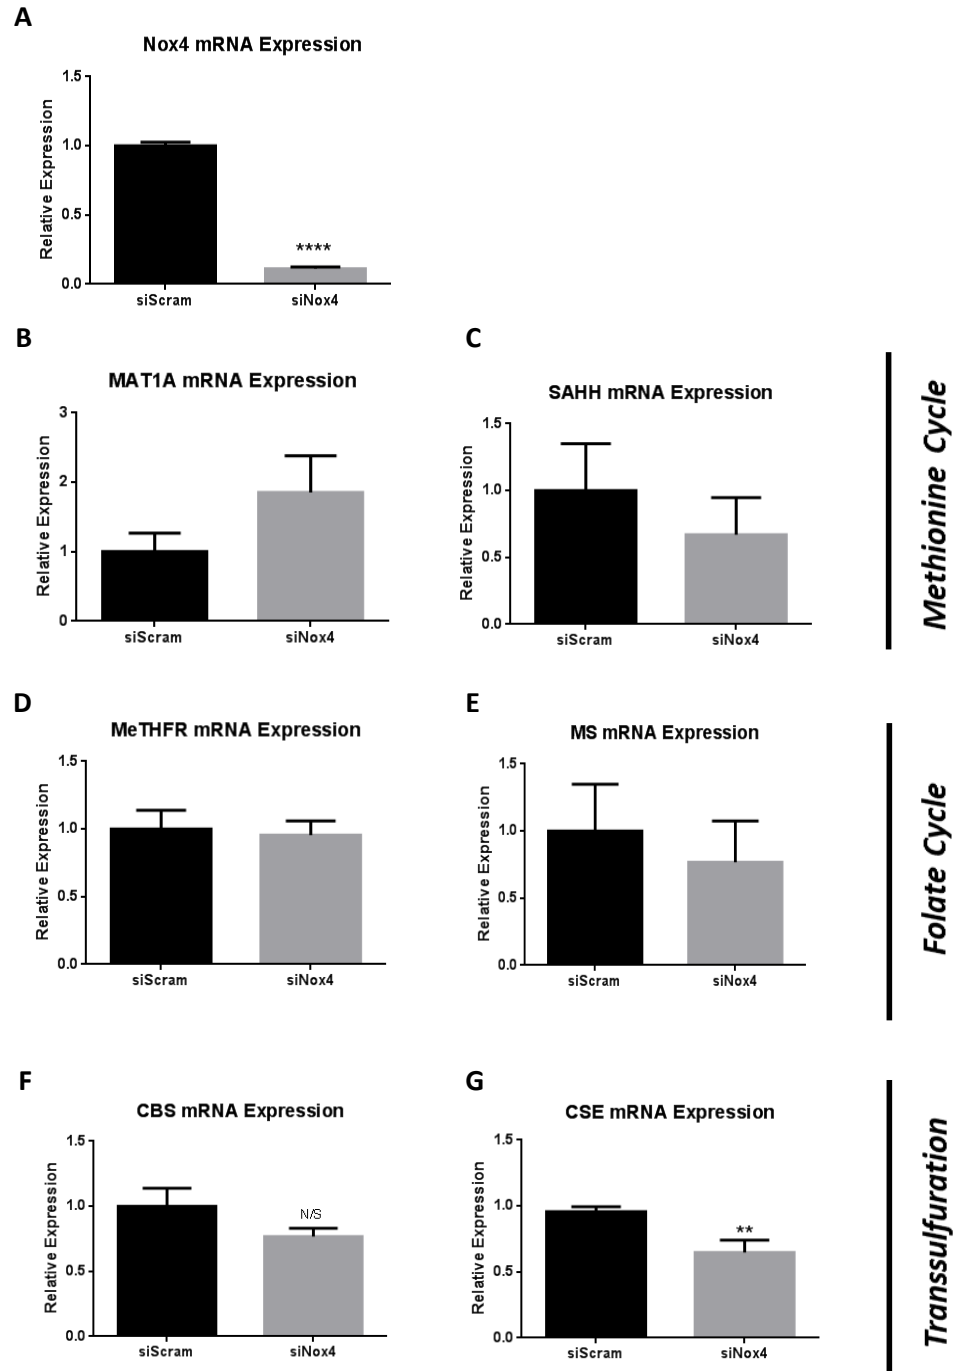 A
Nox4 mRNA Expression
Relative Expression
1.5
1.0
0.5
0.0
****
siScram
siNox4
B
MAT1A mRNA Expression
Relative Expression
3
2
1
0
siScram
siNox4
C
SAHH mRNA Expression
Relative Expression
1.5
1.0
0.5
0.0
siScram
siNox4
Methionine Cycle
D
MeTHFR mRNA Expression
Relative Expression
1.5
1.0
0.5
0.0
siScram
siNox4
E
MS mRNA Expression
Relative Expression
1.5
1.0
0.5
0.0
siScram
siNox4
Folate Cycle
F
CBS mRNA Expression
Relative Expression
1.5
1.0
0.5
0.0
N/S
siScram
siNox4
G
CSE mRNA Expression
Relative Expression
1.5
1.0
0.5
0.0
**
siScram
siNox4
Transsulfuration